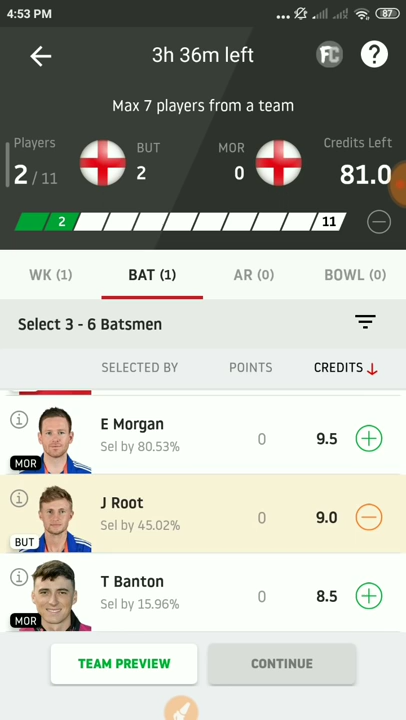 4:53 PM
87
3h 36m left
FC
?
Max 7 players from a team
Players
BUT
MOR
Credits Left
2 / 11
2
0
81.0
2
11
WK (1)
BAT (1)
AR (0)
BOWL (0)
Select 3 - 6 Batsmen
SELECTED BY
POINTS
CREDITS
E Morgan
Sel by 80.53%
0
9.5
MOR
J Root
Sel by 45.02%
0
9.0
BUT
T Banton
Sel by 15.96%
0
8.5
MOR
TEAM PREVIEW
CONTINUE